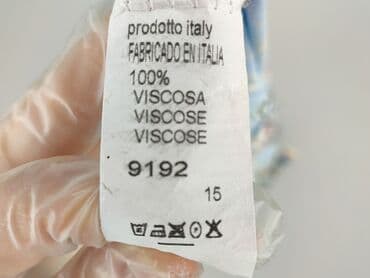 prodotto italy
FABRICADO EN ITALIA
100%
VISCOSA
VISCOSE
VISCOSE
9192
15